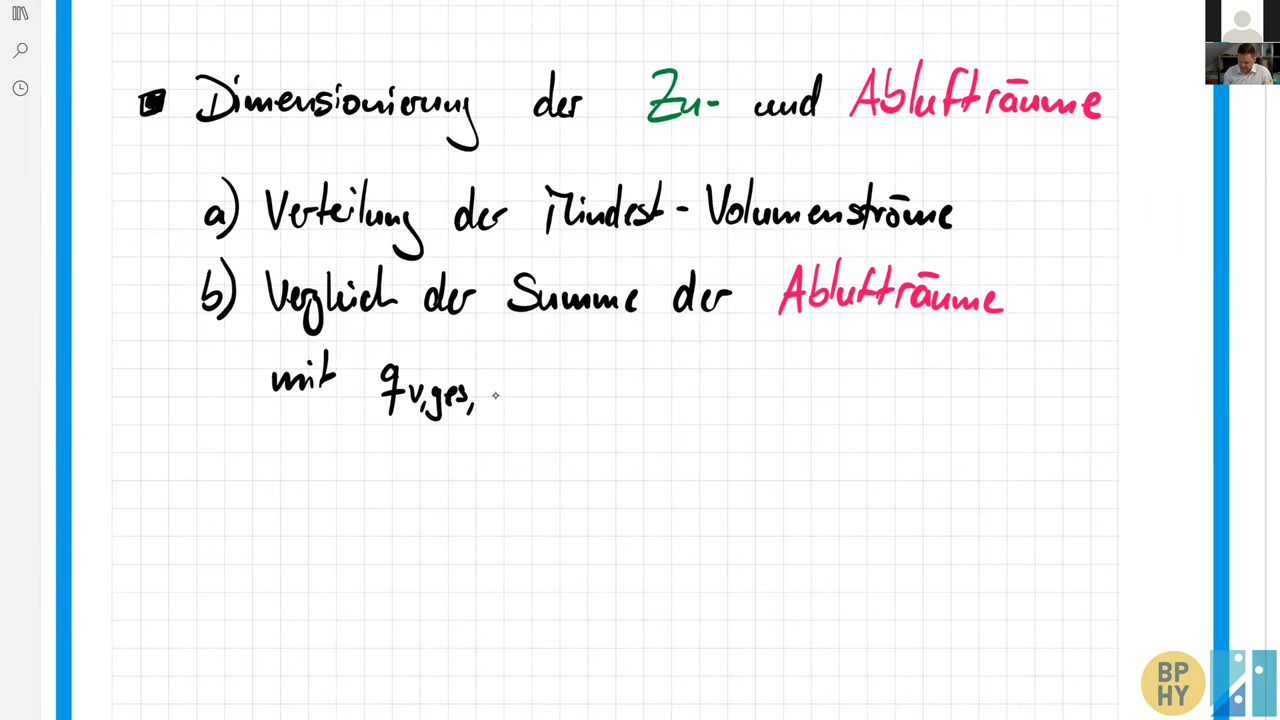 Dimensionierung der Zu- und Ablufträume
a) Verteilung der Mindest-Volumenströme
b) Vergleich der Summe der Ablufträume
mit qv,ges,
BP
HY